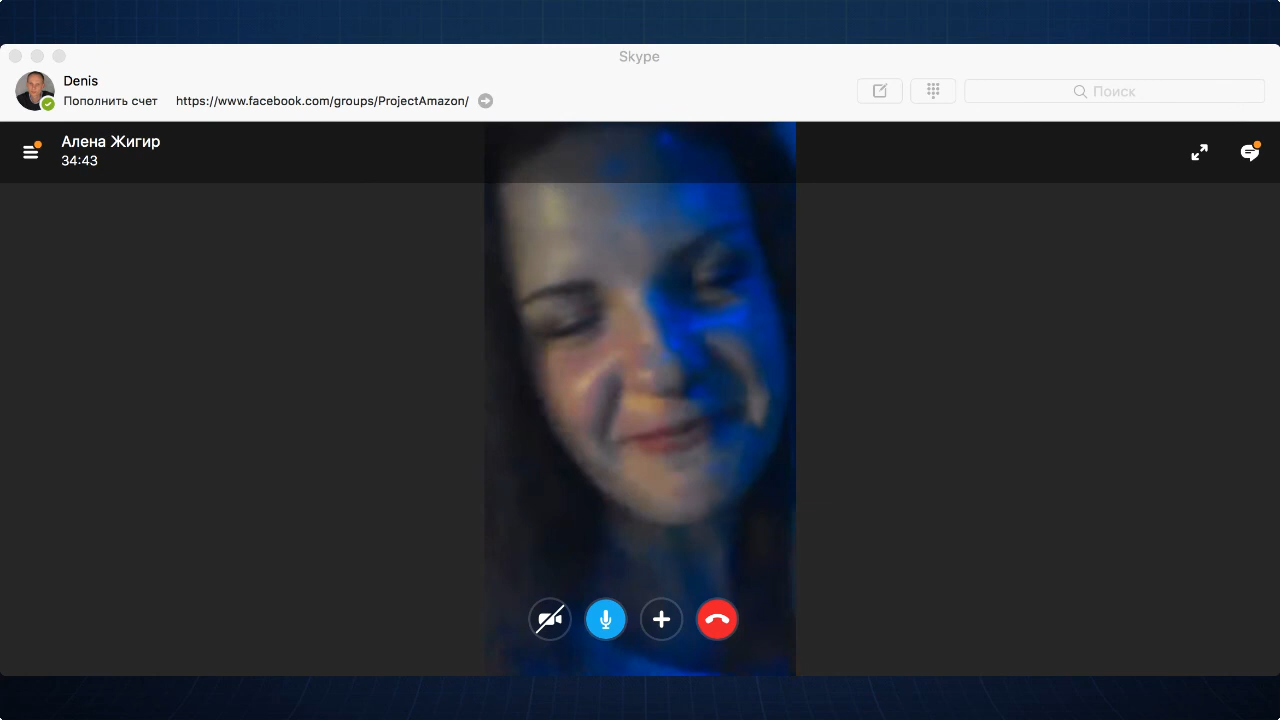 Skype
Denis
Пополнить счет https://www.facebook.com/groups/ProjectAmazon/
Поиск
Алена Жигир
34:43